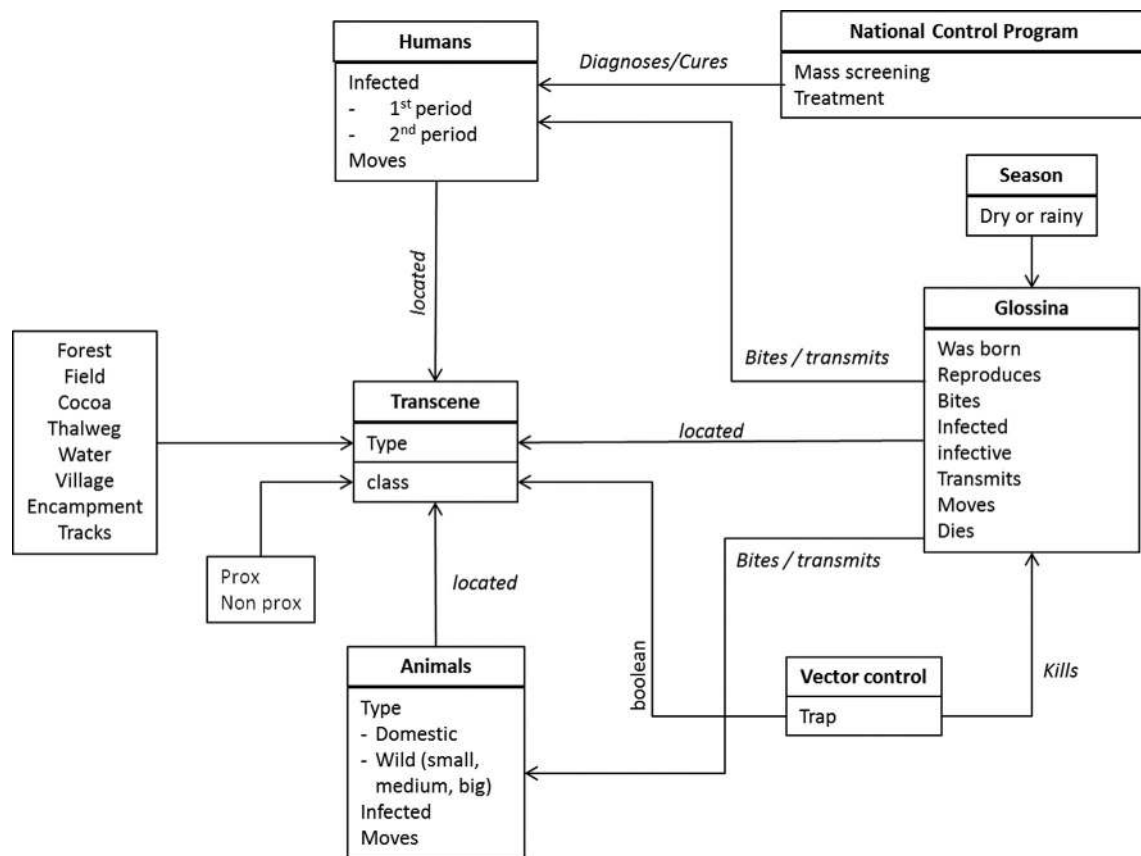 Humans
Infected
- 1st period
- 2nd period
Moves
Diagnoses/Cures
National Control Program
Mass screening
Treatment
Season
Dry or rainy
located
Glossina
Was born
Reproduces
Bites
Infected
infective
Transmits
Moves
Dies
Bites / transmits
Forest
Field
Cocoa
Thalweg
Water
Village
Encampment
Tracks
Transcene
Type
class
located
Prox
Non prox
located
Bites / transmits
boolean
Animals
Type
- Domestic
- Wild (small,
medium, big)
Infected
Moves
Vector control
Trap
Kills